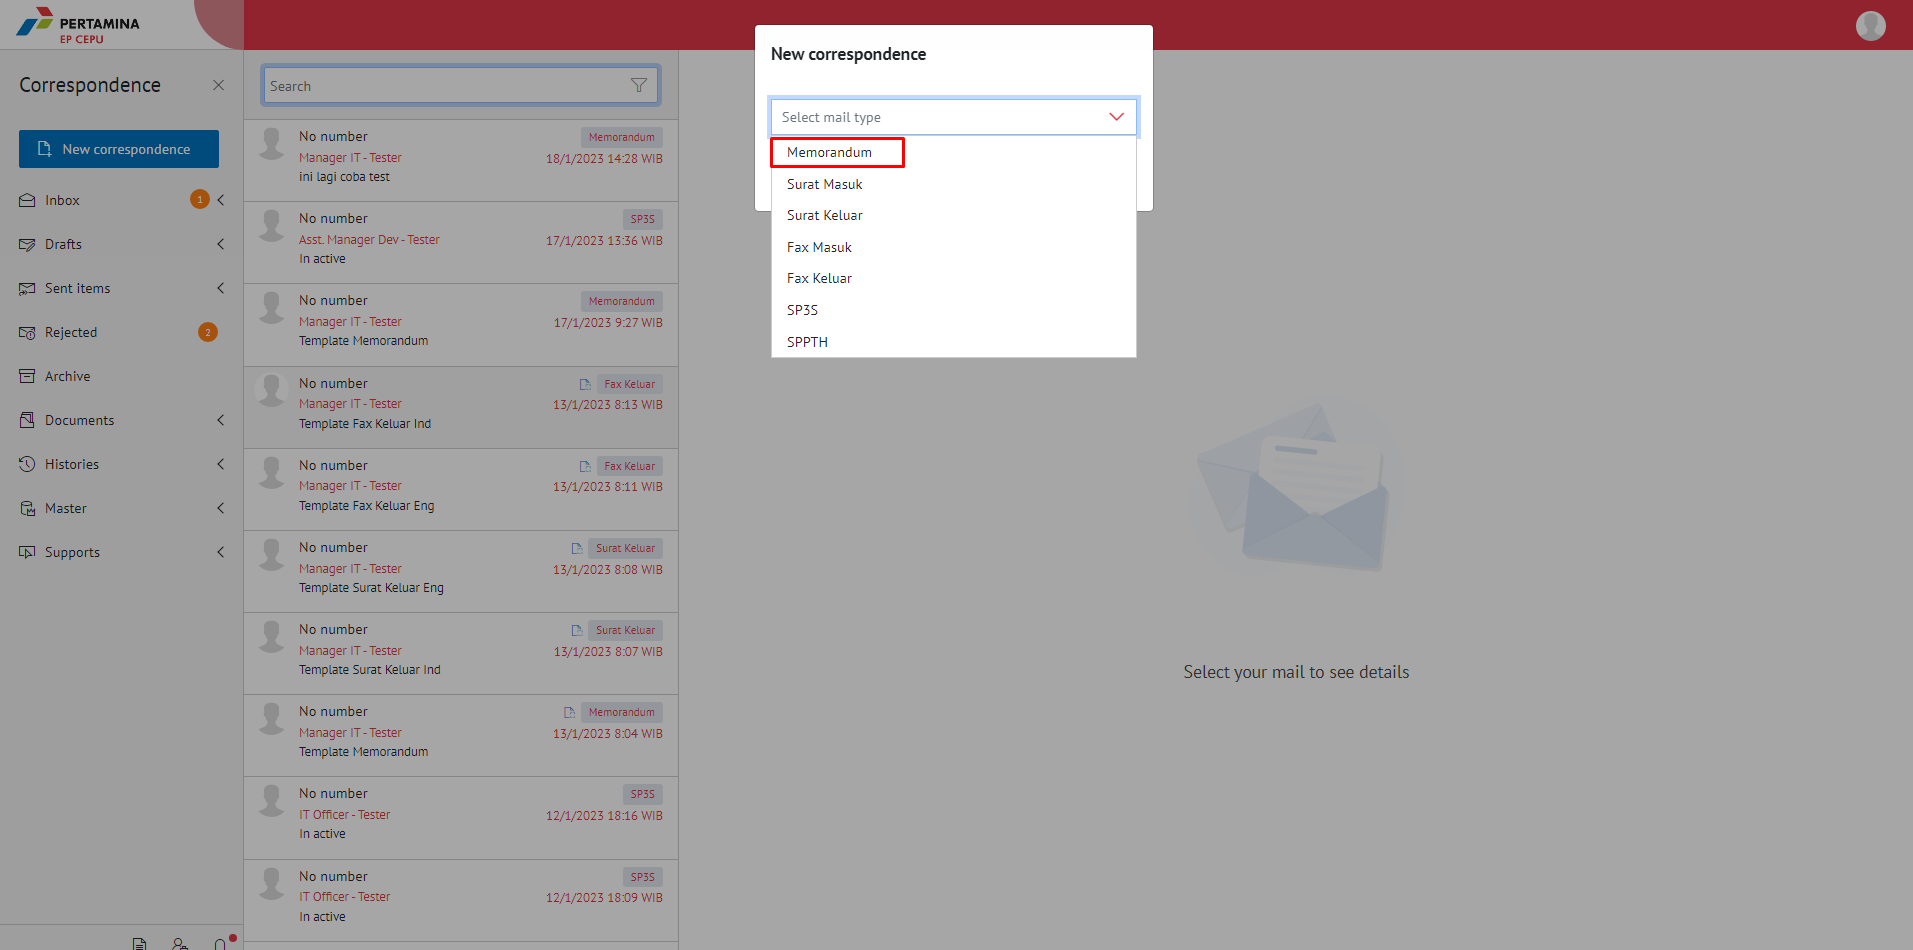 PERTAMINA
EP CEPU
Correspondence
New correspondence
Inbox
1
Drafts
Sent items
Rejected
2
Archive
Documents
Histories
Master
Supports
Search
No number
Memorandum
Manager IT - Tester
18/1/2023 14:28 WIB
ini lagi coba test
No number
SP3S
Asst. Manager Dev - Tester
17/1/2023 13:36 WIB
In active
No number
Memorandum
Manager IT - Tester
17/1/2023 9:27 WIB
Template Memorandum
No number
Fax Keluar
Manager IT - Tester
13/1/2023 8:13 WIB
Template Fax Keluar Ind
No number
Fax Keluar
Manager IT - Tester
13/1/2023 8:11 WIB
Template Fax Keluar Eng
No number
Surat Keluar
Manager IT - Tester
13/1/2023 8:08 WIB
Template Surat Keluar Eng
No number
Surat Keluar
Manager IT - Tester
13/1/2023 8:07 WIB
Template Surat Keluar Ind
No number
Memorandum
Manager IT - Tester
13/1/2023 8:04 WIB
Template Memorandum
No number
SP3S
IT Officer - Tester
12/1/2023 18:16 WIB
In active
No number
SP3S
IT Officer - Tester
12/1/2023 18:09 WIB
In active
New correspondence
Select mail type
Memorandum
Surat Masuk
Surat Keluar
Fax Masuk
Fax Keluar
SP3S
SPPTH
Select your mail to see details